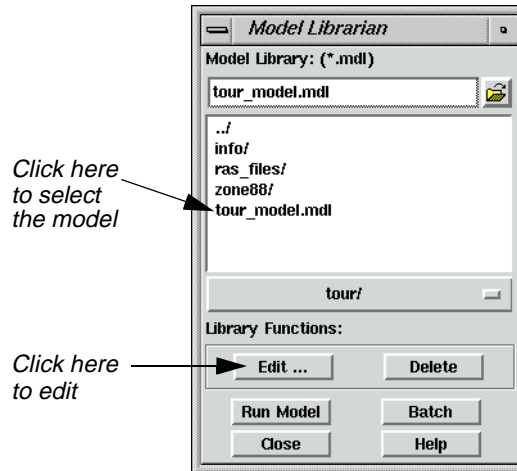 Model Librarian
Model Library: (*.mdl)
tour_model.mdl
../
info/
ras_files/
zone88/
tour_model.mdl
Click here
to select
the model
tour/
Library Functions:
Click here
to edit
Edit ...
Delete
Run Model
Batch
Close
Help